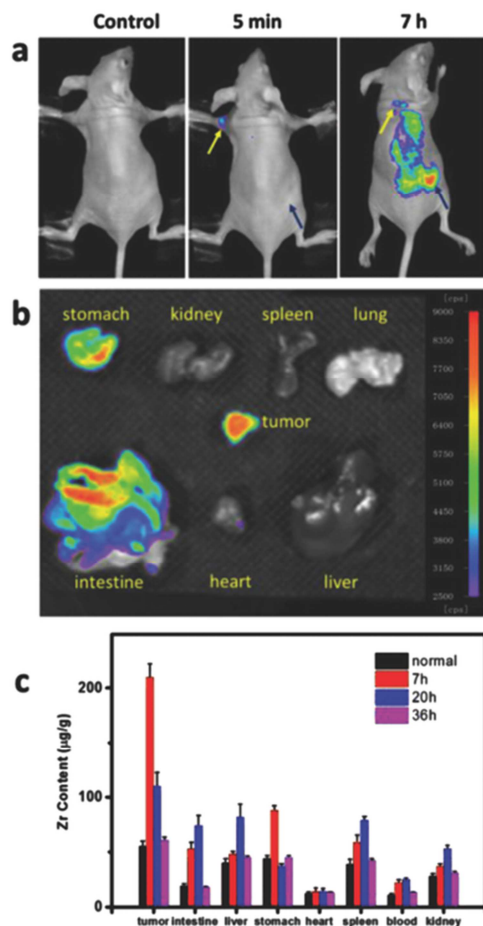 Control 5 min 7 h
a
b
stomach kidney spleen lung
tumor
intestine heart liver
[cps]
9000
8350
7700
7050
6400
5750
5100
4450
3800
3150
2500
[cps]
c
Zr Content (μg/g)
200
100
0
normal
7h
20h
36h
tumor intestine liver stomach heart spleen blood kidney